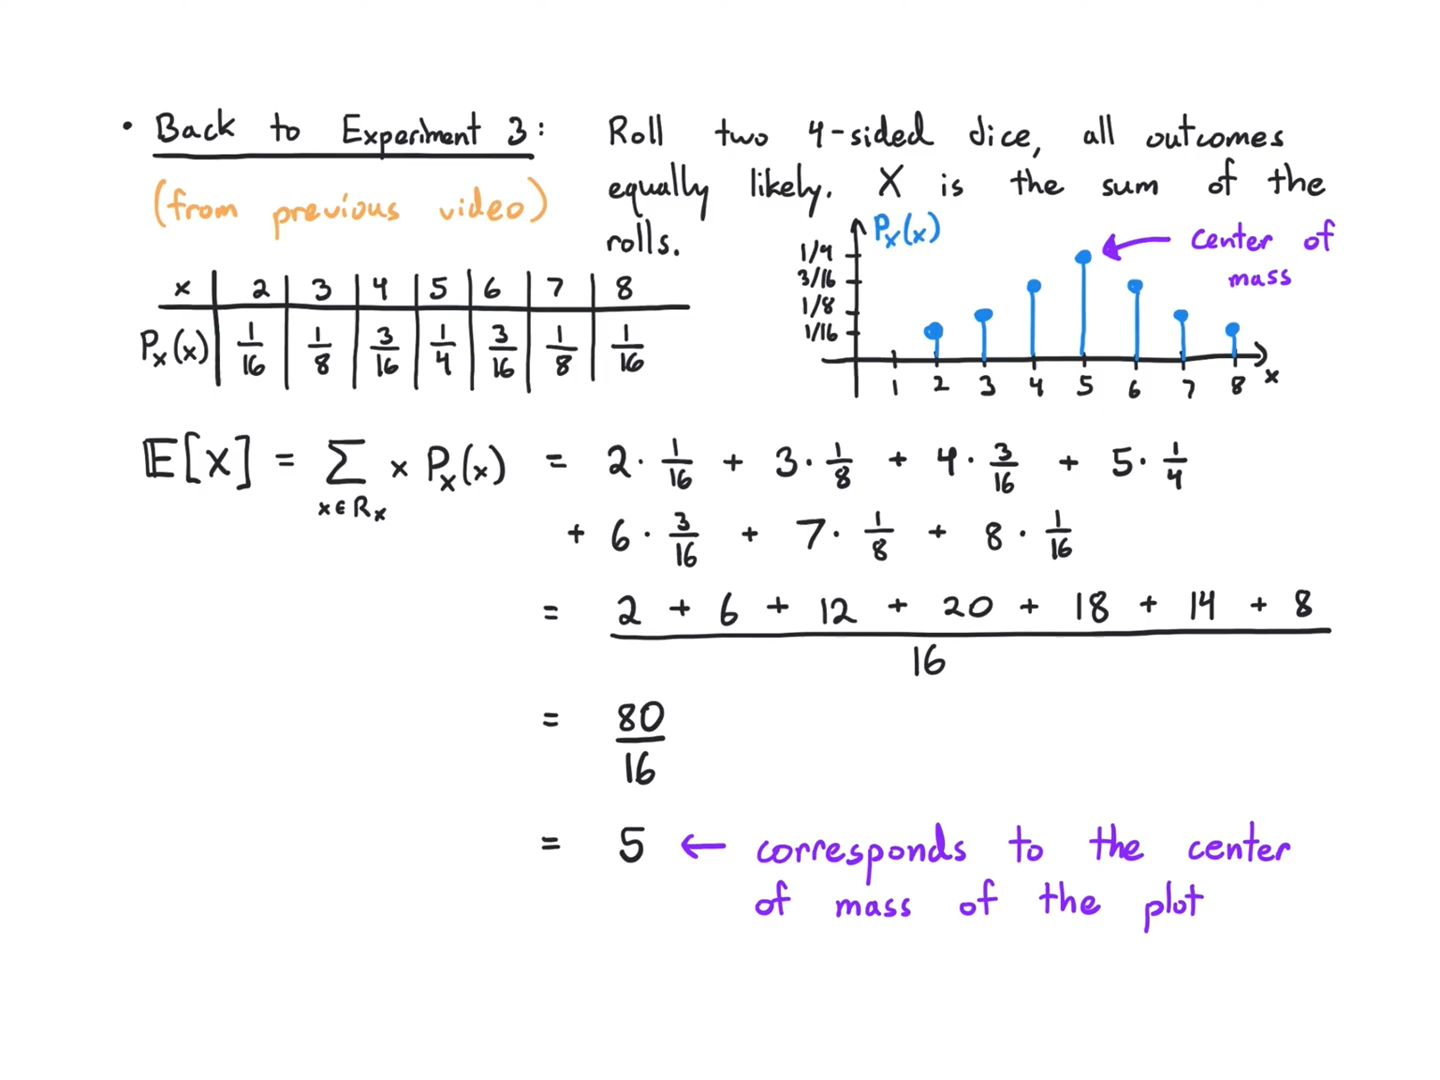 • Back to Experiment 3: Roll two 4-sided dice, all outcomes
(from previous video) equally likely. X is the sum of the
rolls.
x | 2 | 3 | 4 | 5 | 6 | 7 | 8
Px(x) | 1/16 | 1/8 | 3/16 | 1/4 | 3/16 | 1/8 | 1/16
Px(x)
1/4
3/16
1/8
1/16
1 2 3 4 5 6 7 8 x
← center of
mass
𝔼[X] = ∑_{x∈Rx} x Px(x) = 2 · 1/16 + 3 · 1/8 + 4 · 3/16 + 5 · 1/4
+ 6 · 3/16 + 7 · 1/8 + 8 · 1/16
= 2 + 6 + 12 + 20 + 18 + 14 + 8
16
= 80/16
= 5 ← corresponds to the center
of mass of the plot